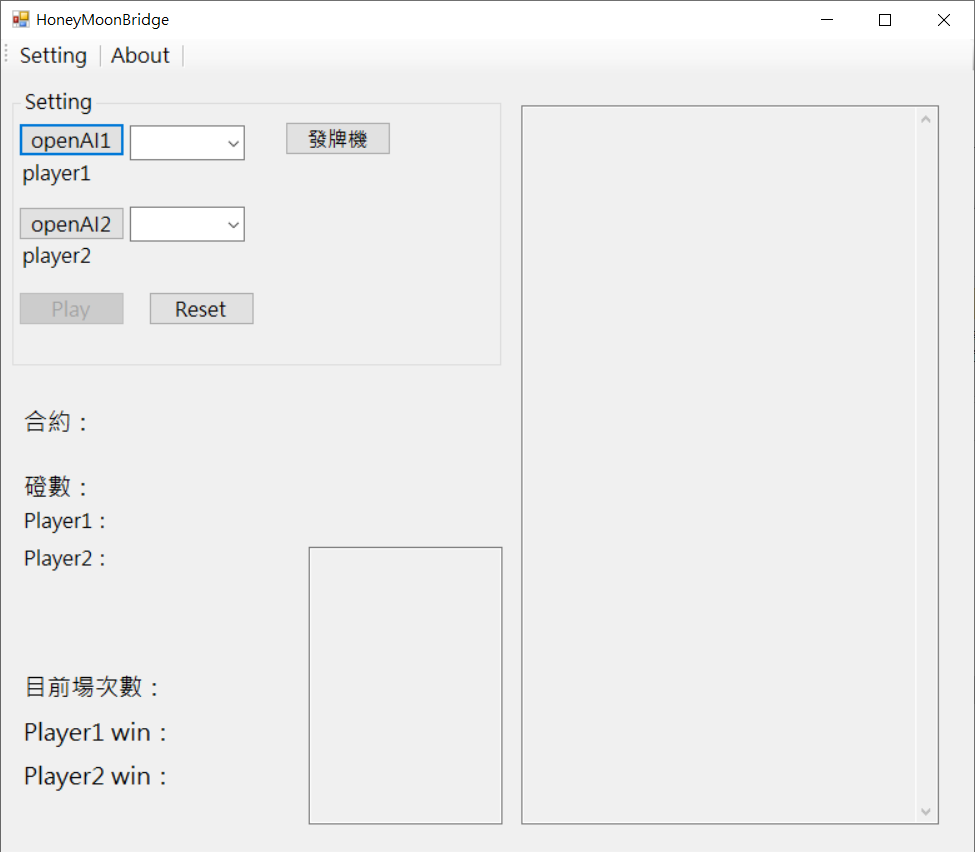 HoneyMoonBridge
Setting About
Setting
openAI1 發牌機
player1
openAI2
player2
Play Reset
合約：
磴數：
Player1：
Player2：
目前場次數：
Player1 win：
Player2 win：